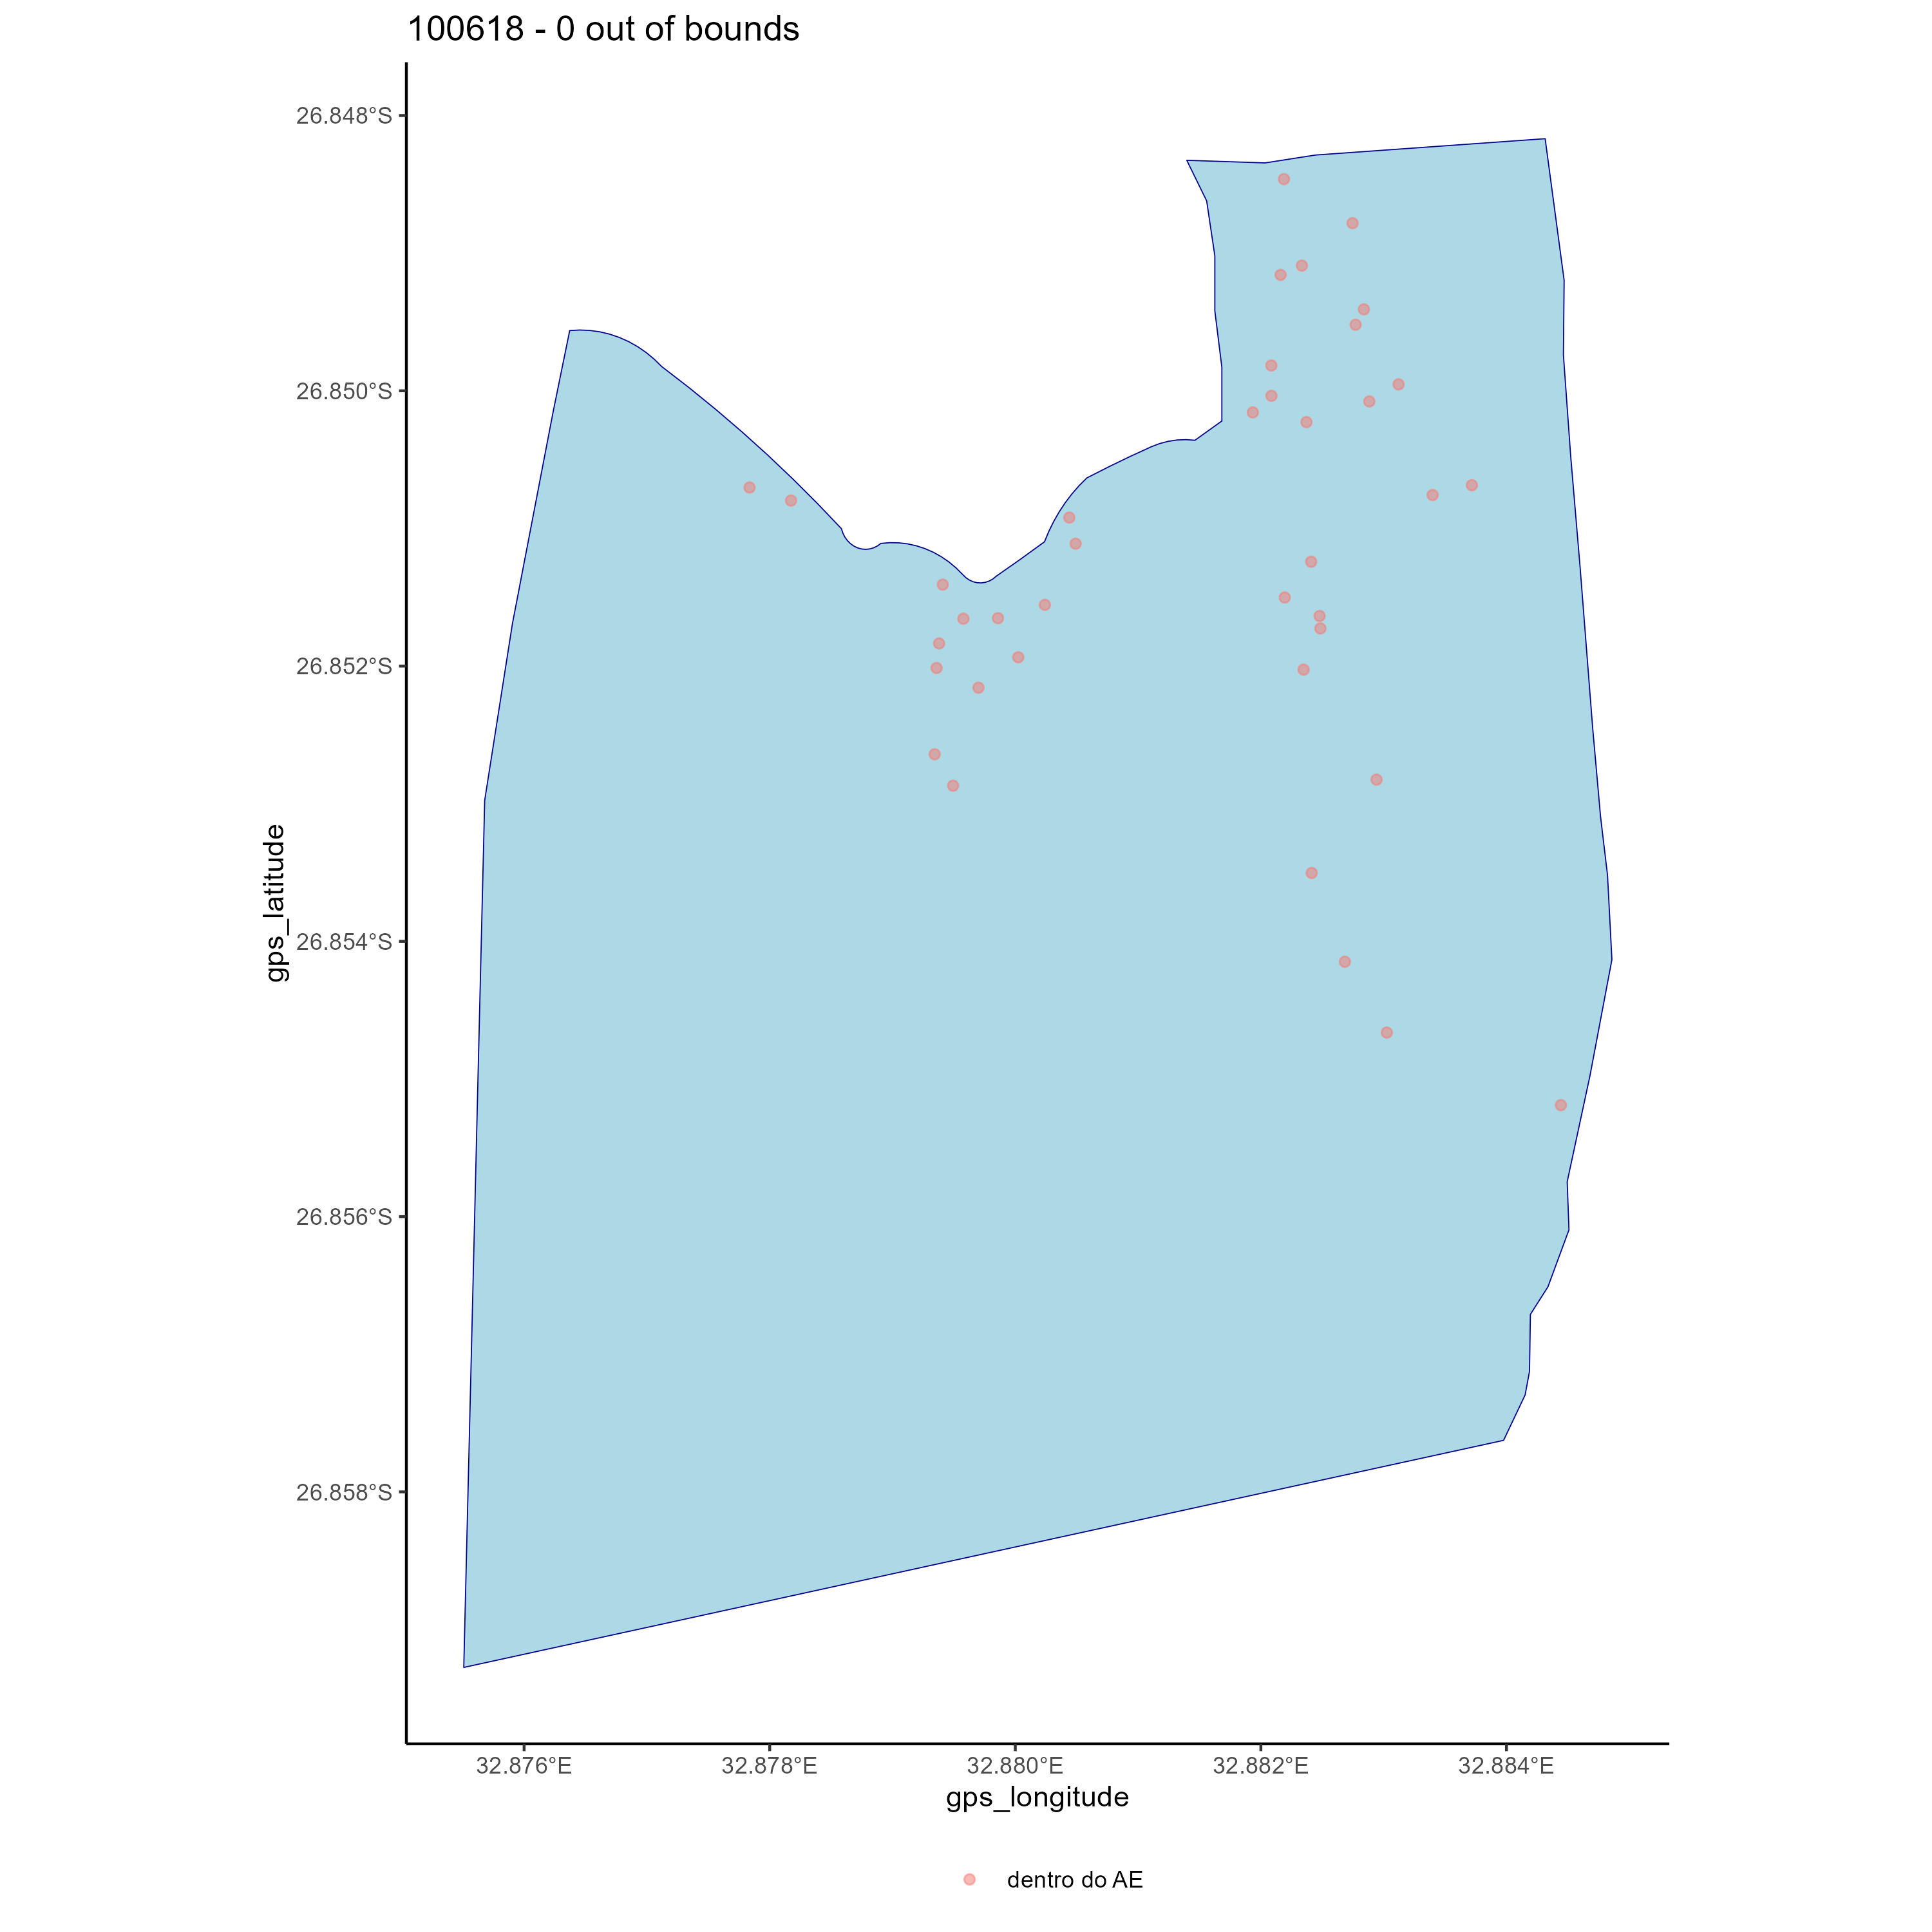 100618 - 0 out of bounds
26.848°S
26.850°S
26.852°S
26.854°S
26.856°S
26.858°S
gps_latitude
32.876°E 32.878°E 32.880°E 32.882°E 32.884°E
gps_longitude
dentro do AE